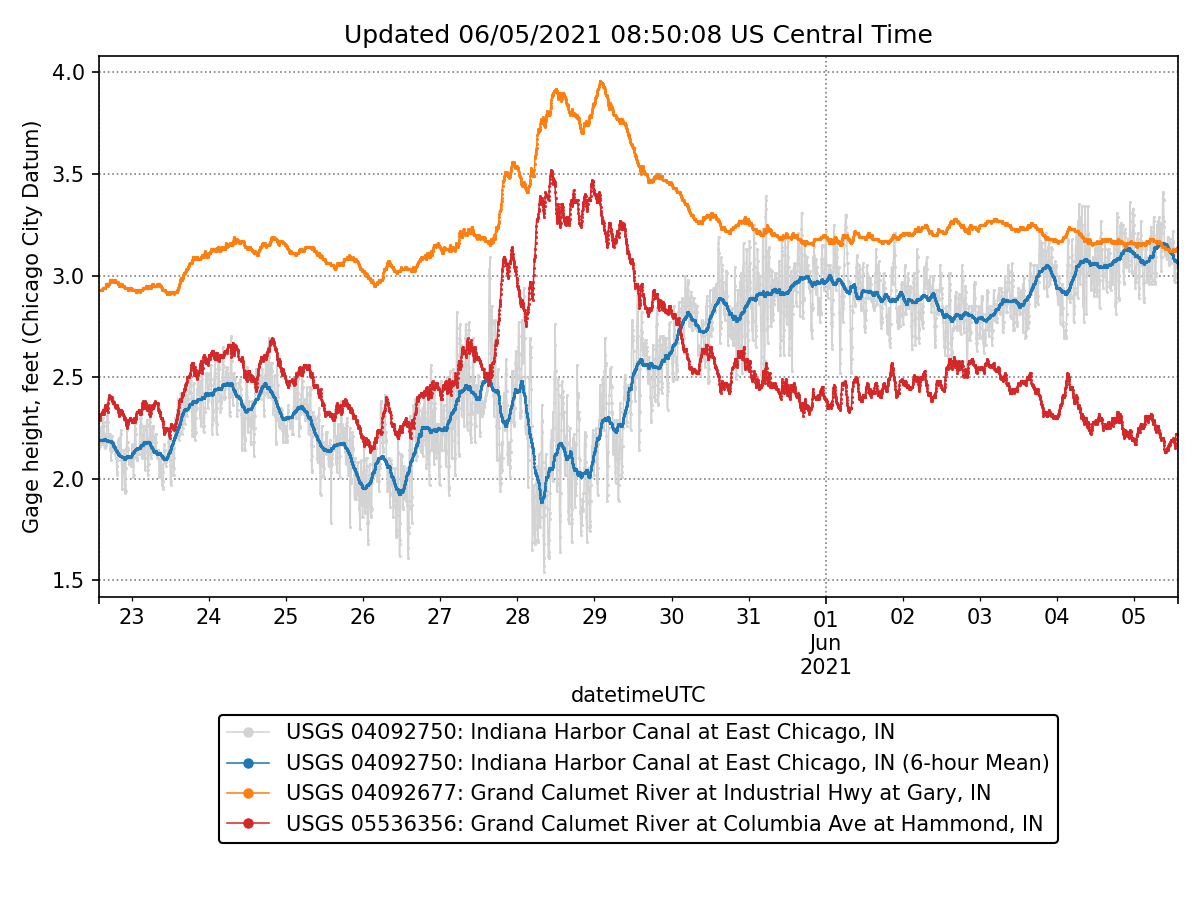 Updated 06/05/2021 08:50:08 US Central Time
Gage height, feet (Chicago City Datum)
4.0
3.5
3.0
2.5
2.0
1.5
23 24 25 26 27 28 29 30 31 01 02 03 04 05
Jun
2021
datetimeUTC
USGS 04092750: Indiana Harbor Canal at East Chicago, IN
USGS 04092750: Indiana Harbor Canal at East Chicago, IN (6-hour Mean)
USGS 04092677: Grand Calumet River at Industrial Hwy at Gary, IN
USGS 05536356: Grand Calumet River at Columbia Ave at Hammond, IN